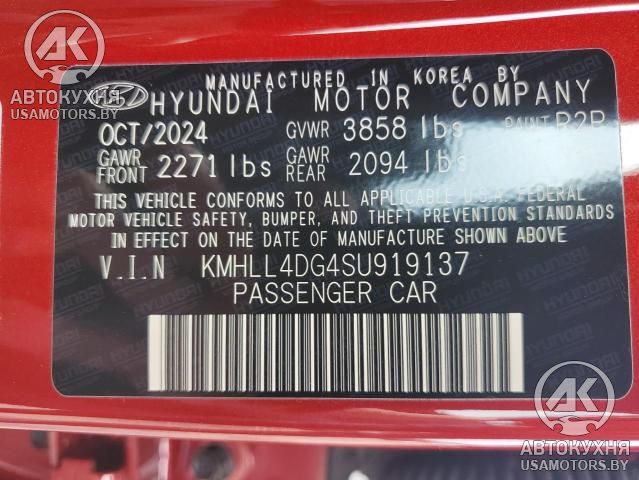 MANUFACTURED IN KOREA BY
HYUNDAI MOTOR COMPANY
OCT/2024 GVWR 3858 lbs PAINT R2P
GAWR FRONT 2271 lbs GAWR REAR 2094 lbs
THIS VEHICLE CONFORMS TO ALL APPLICABLE U.S.A. FEDERAL
MOTOR VEHICLE SAFETY, BUMPER, AND THEFT PREVENTION STANDARDS
IN EFFECT ON THE DATE OF MANUFACTURE SHOWN ABOVE
V.I.N KMHLL4DG4SU919137
PASSENGER CAR
АК
АВТОКУХНЯ
USAMOTORS.BY
АК
АВТОКУХНЯ
USAMOTORS.BY